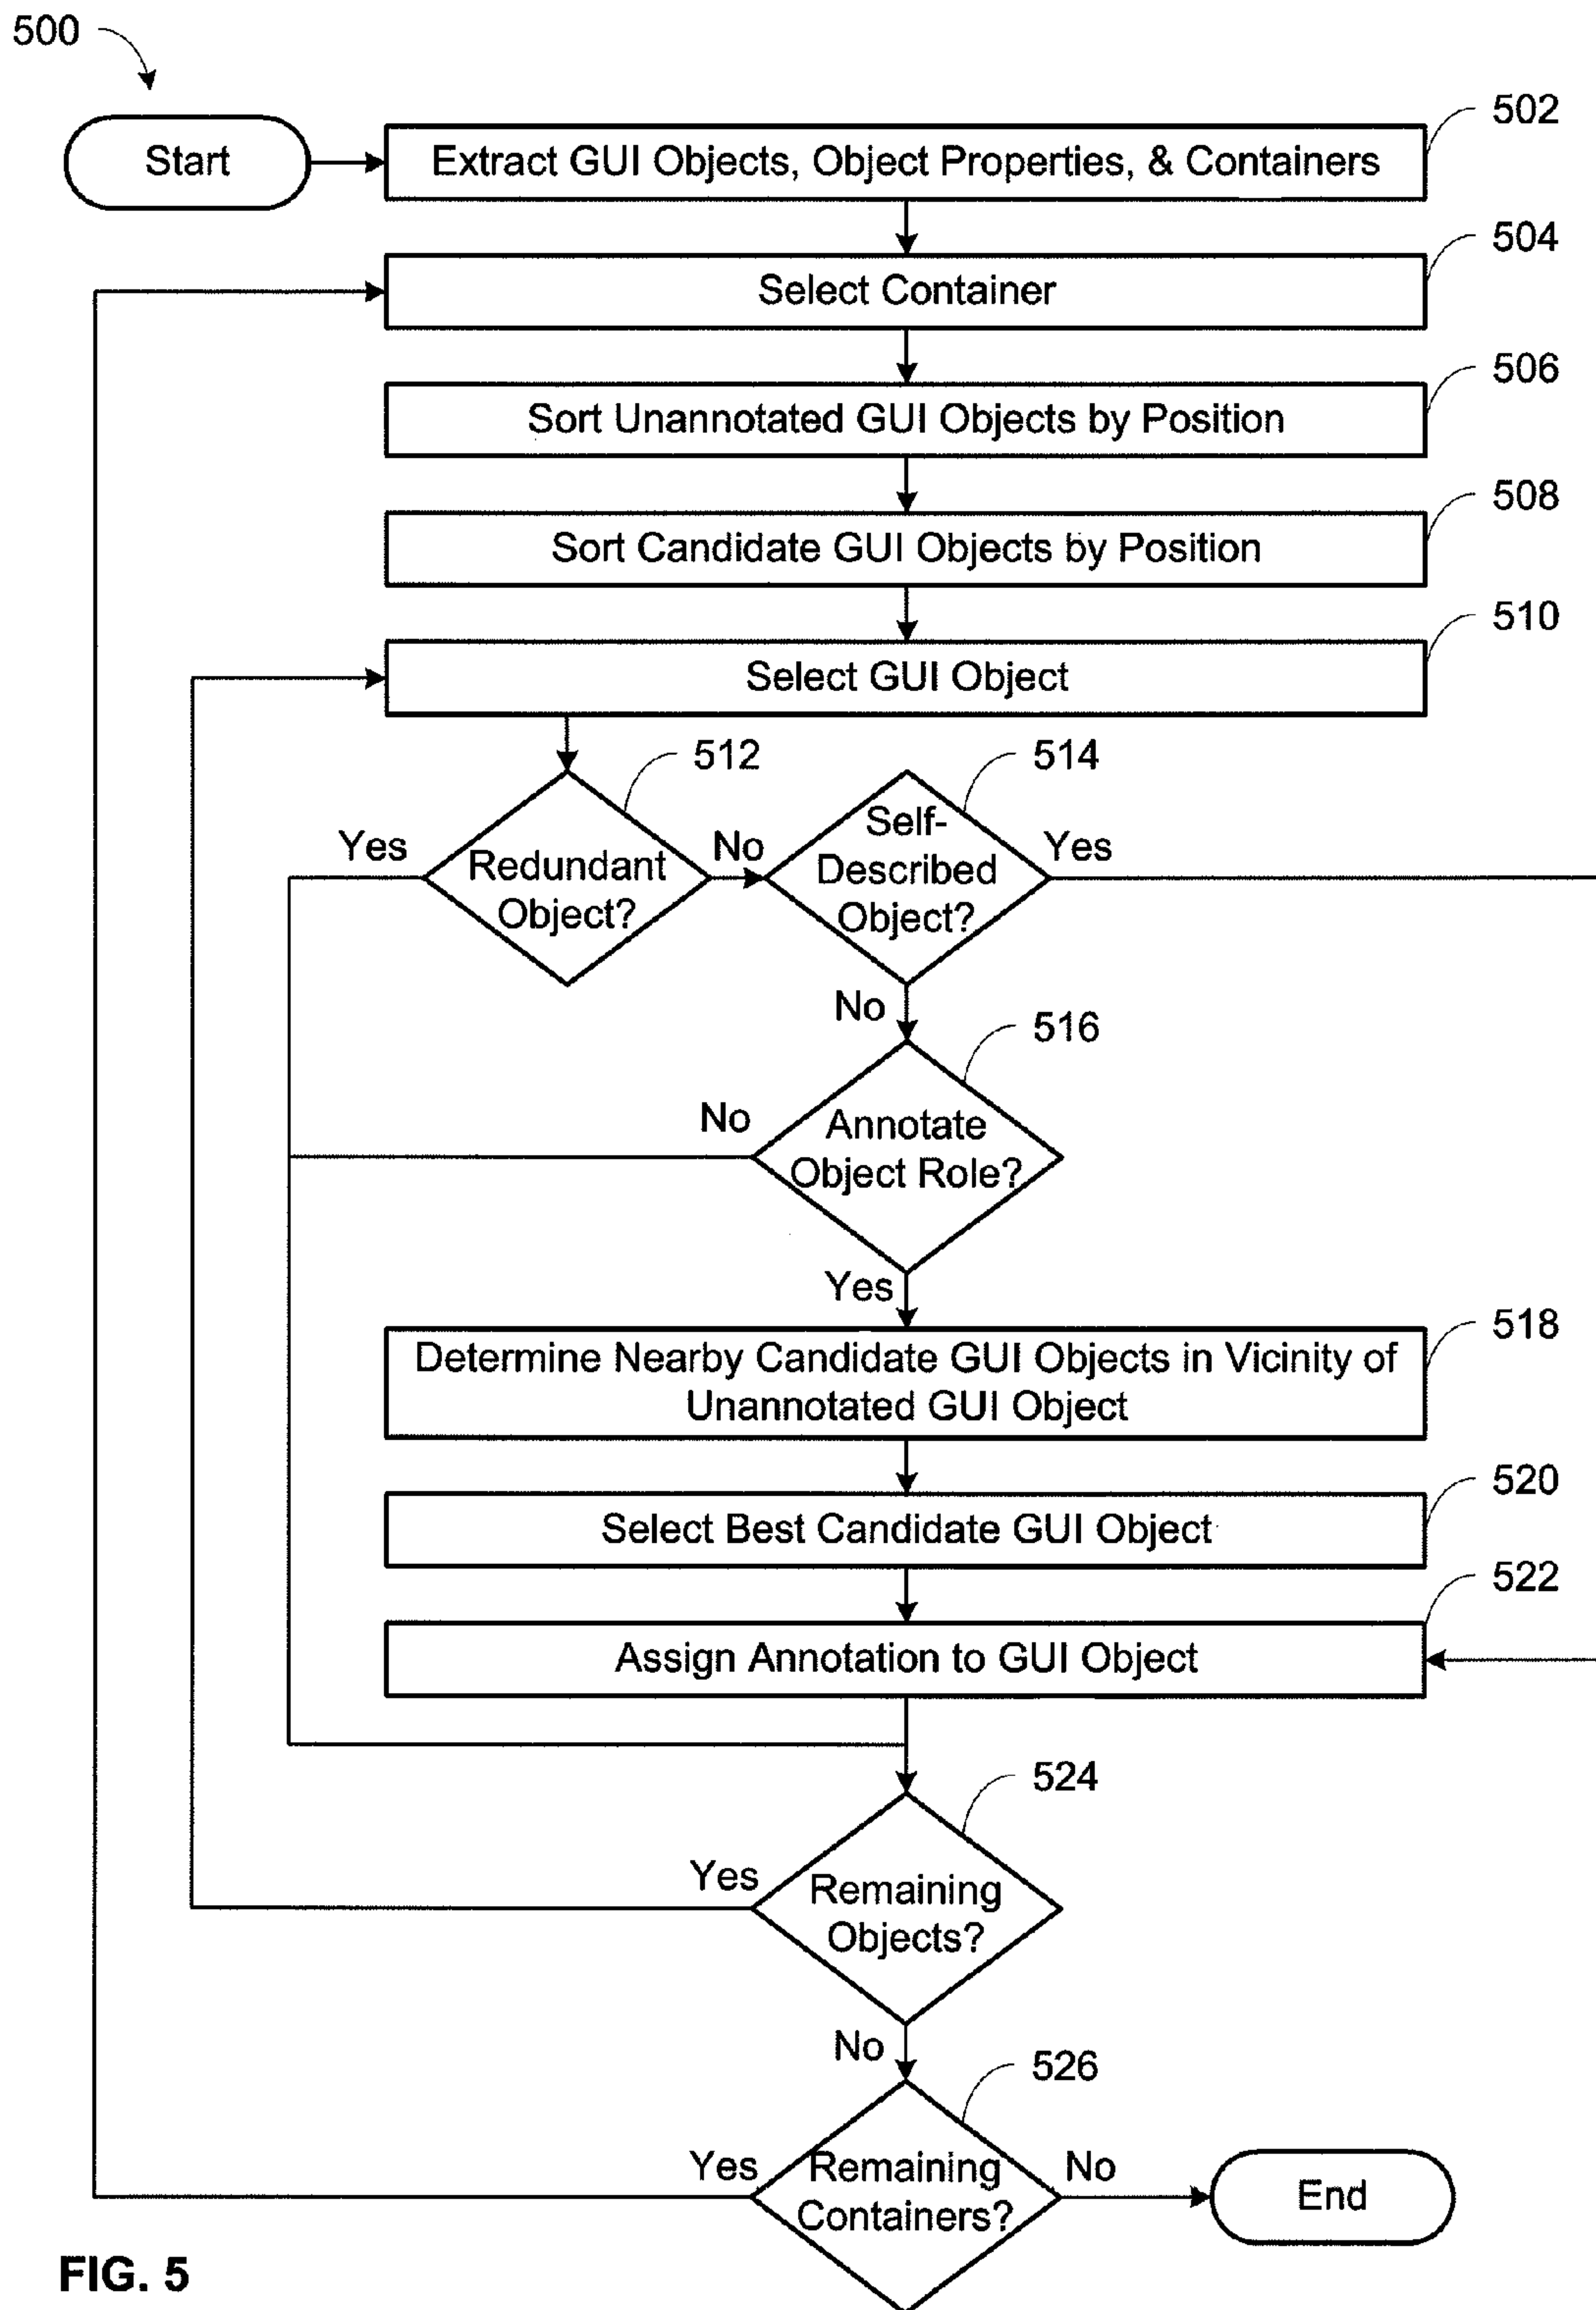 500
502
Start
Extract GUI Objects, Object Properties, & Containers
504
Select Container
506
Sort Unannotated GUI Objects by Position
508
Sort Candidate GUI Objects by Position
510
Select GUI Object
512
514
Yes
Redundant
Object?
No
Self-
Described
Object?
Yes
No
516
No
Annotate
Object Role?
Yes
518
Determine Nearby Candidate GUI Objects in Vicinity of
Unannotated GUI Object
520
Select Best Candidate GUI Object
522
Assign Annotation to GUI Object
524
Yes
Remaining
Objects?
No
526
Yes
Remaining
Containers?
No
End
FIG. 5